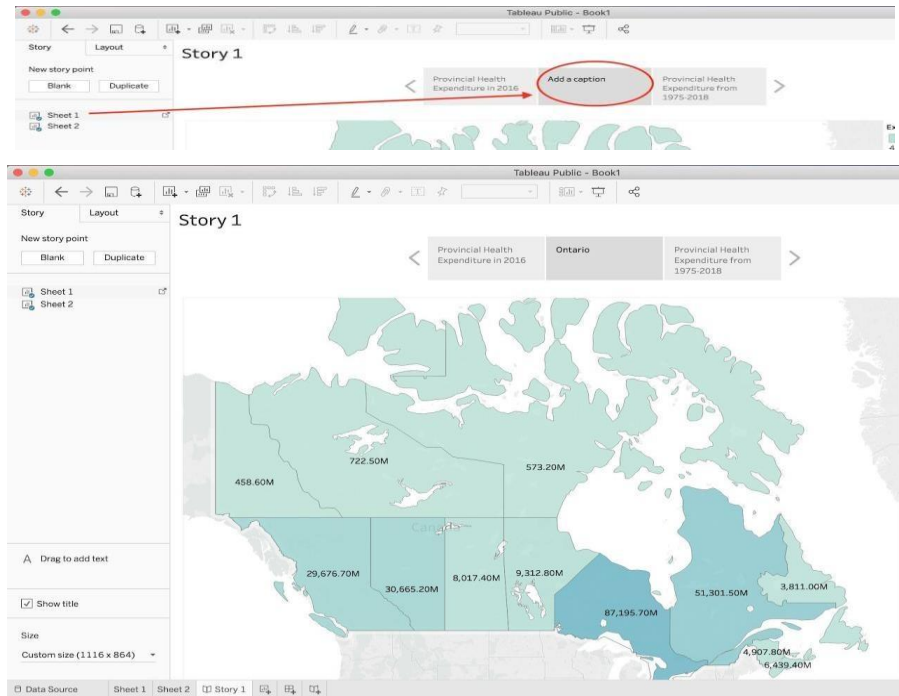 Tableau Public - Book1
Story Layout
Story 1
New story point
Blank Duplicate
Provincial Health
Expenditure in 2016
Add a caption
Provincial Health
Expenditure from
1975-2018
Sheet 1
Sheet 2
Ex
4
Tableau Public - Book1
Story Layout
Story 1
New story point
Blank Duplicate
Provincial Health
Expenditure in 2016
Ontario
Provincial Health
Expenditure from
1975-2018
Sheet 1
Sheet 2
722.50M
573.20M
458.60M
29,676.70M
30,665.20M
8,017.40M
9,312.80M
87,195.70M
51,301.50M
3,811.00M
4,907.80M
6,439.40M
A Drag to add text
Show title
Size
Custom size (1116 x 864)
Data Source Sheet 1 Sheet 2 Story 1